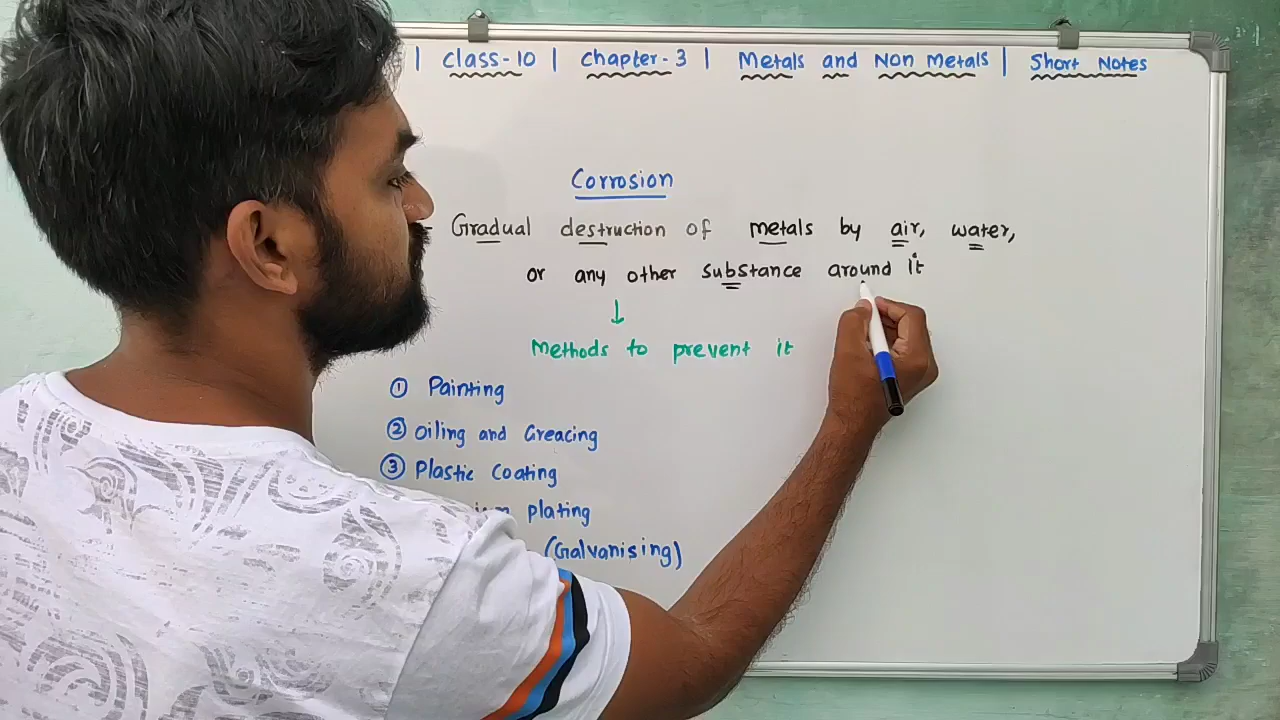 | Class-10 | Chapter-3 | Metals and Non Metals | Short Notes
Corrosion
- Gradual destruction of metals by air, water,
or any other substance around it
↓
Methods to prevent it
① Painting
② Oiling and Greacing
③ Plastic Coating
plating
(Galvanising)